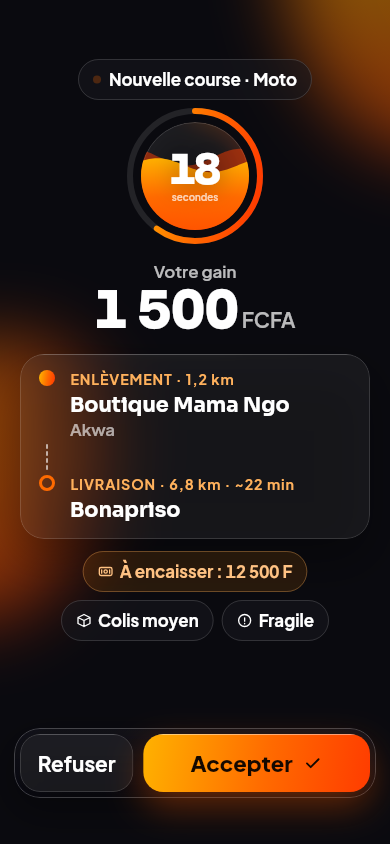 Nouvelle course · Moto
18
secondes
Votre gain
1 500 FCFA
ENLÈVEMENT · 1,2 km
Boutique Mama Ngo
Akwa
LIVRAISON · 6,8 km · ~22 min
Bonapriso
À encaisser : 12 500 F
Colis moyen
Fragile
Refuser
Accepter